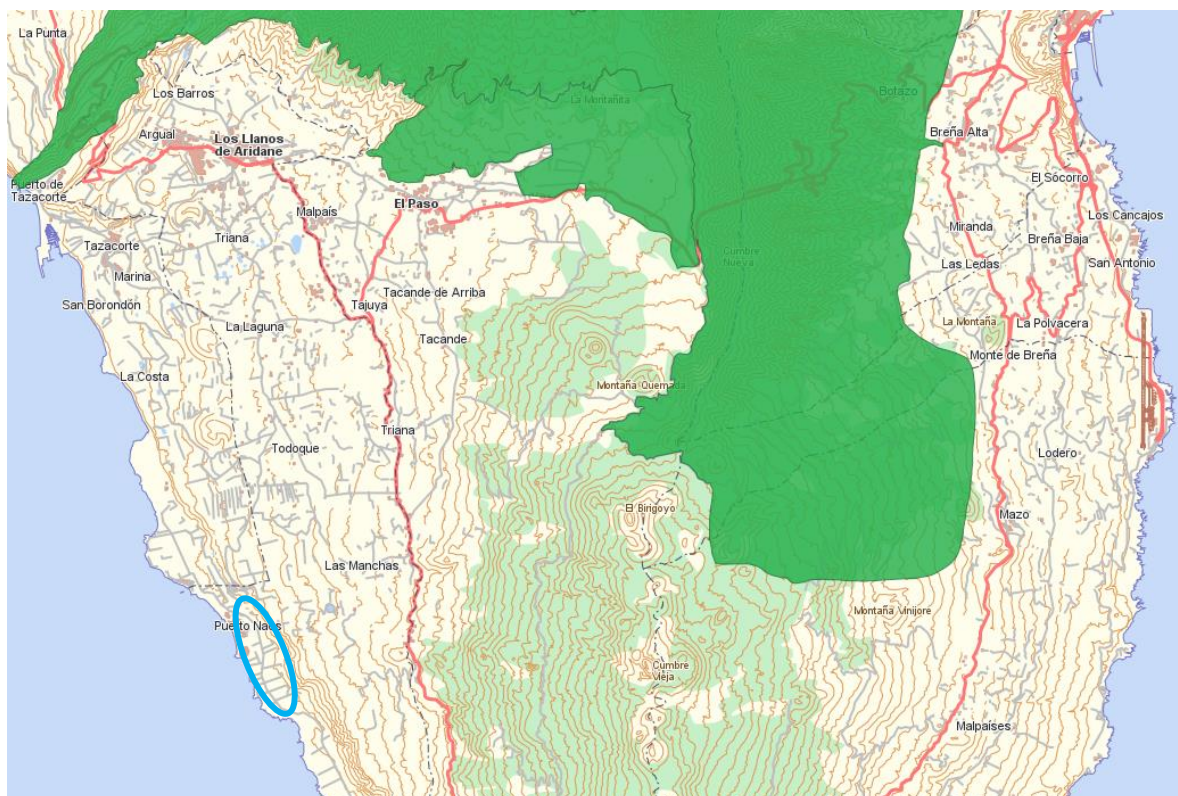 La Punta
Los Barros
La Montañita
Botazo
Argual
Los Llanos
de Aridane
Breña Alta
El Socorro
Puerto de
Tazacorte
El Paso
Malpaís
Los Cancajos
Miranda
Triana
Tazacorte
Breña Baja
Cumbre
Nueva
Marina
Las Ledas
San Antonio
Tacande de Arriba
San Borondón
Tajuya
La Laguna
La Montaña
La Polvacera
Tacande
Monte de Breña
La Costa
Montaña Quemada
Triana
Todoque
Lodero
El Birigoyo
Mazo
Las Manchas
Montaña Vinijore
Puerto Naos
Cumbre
Vieja
Malpaíses